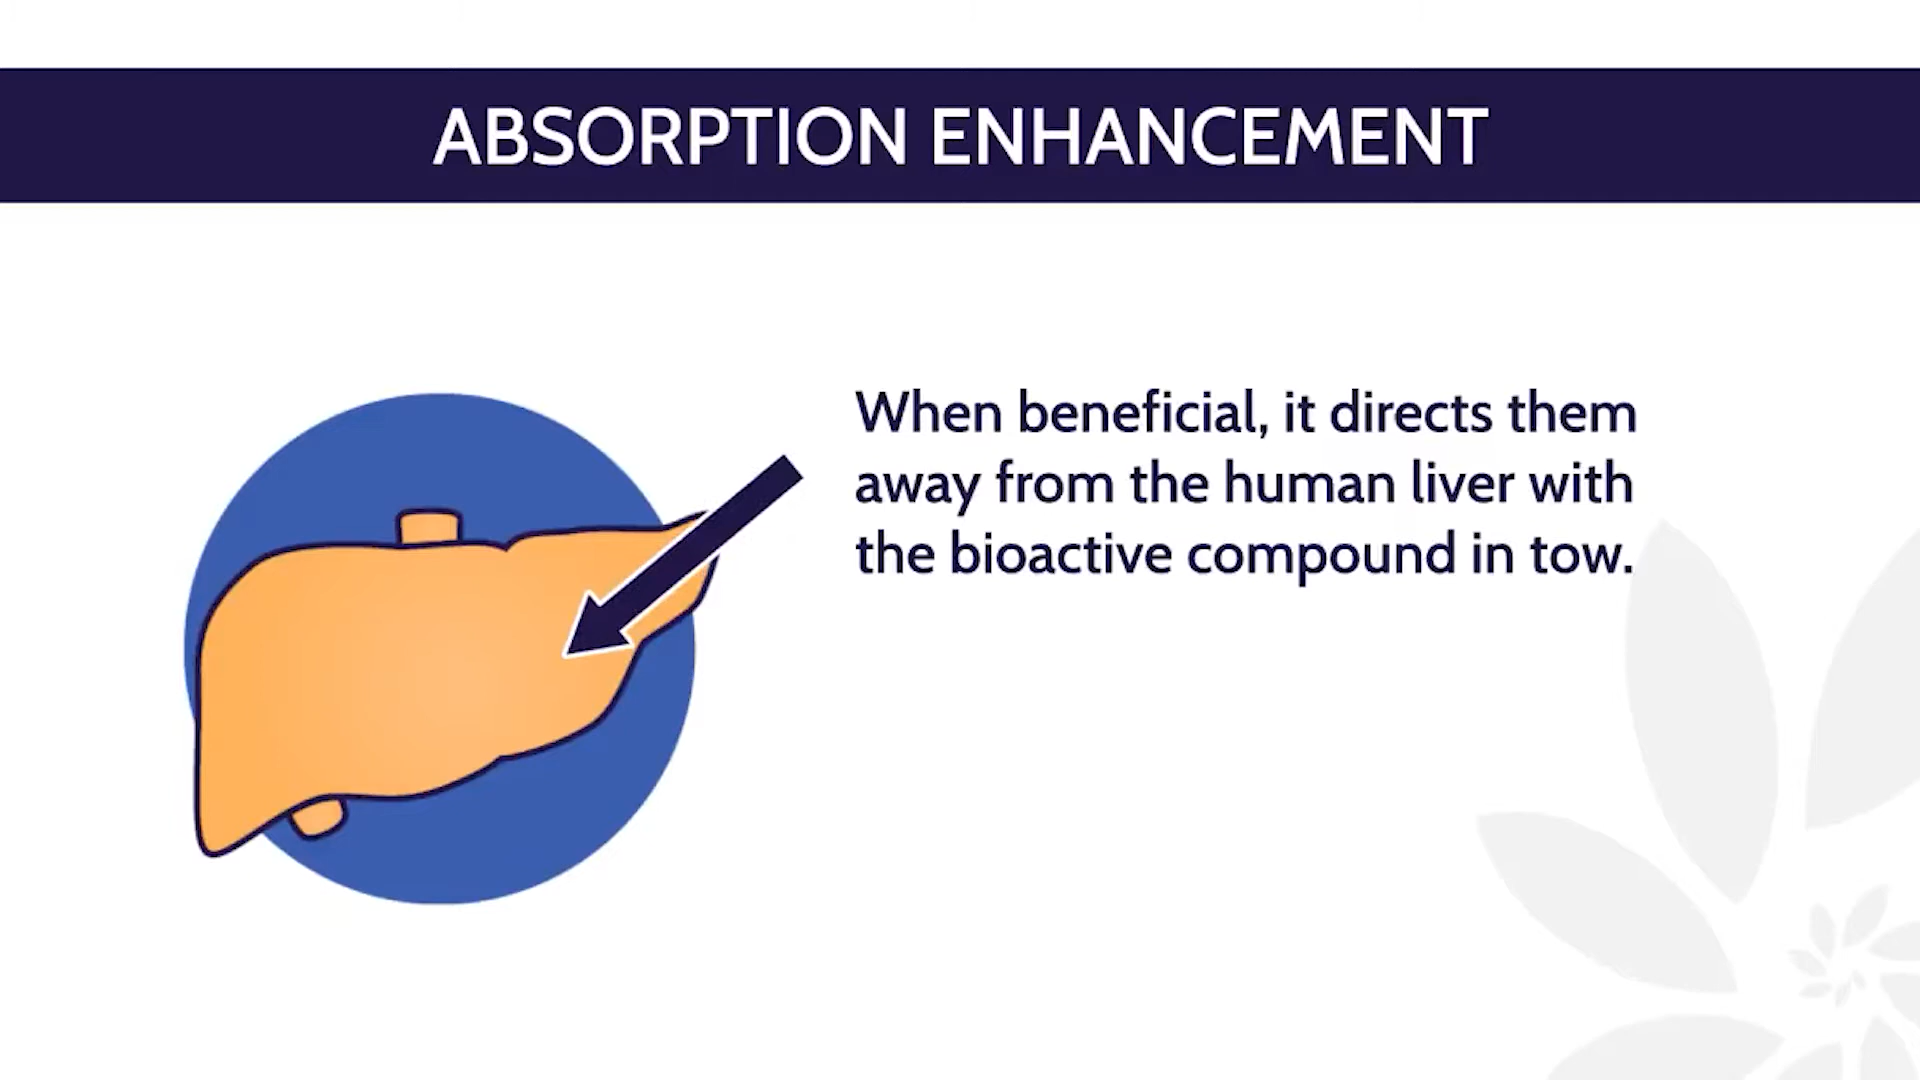 ABSORPTION ENHANCEMENT
When beneficial, it directs them
away from the human liver with
the bioactive compound in tow.